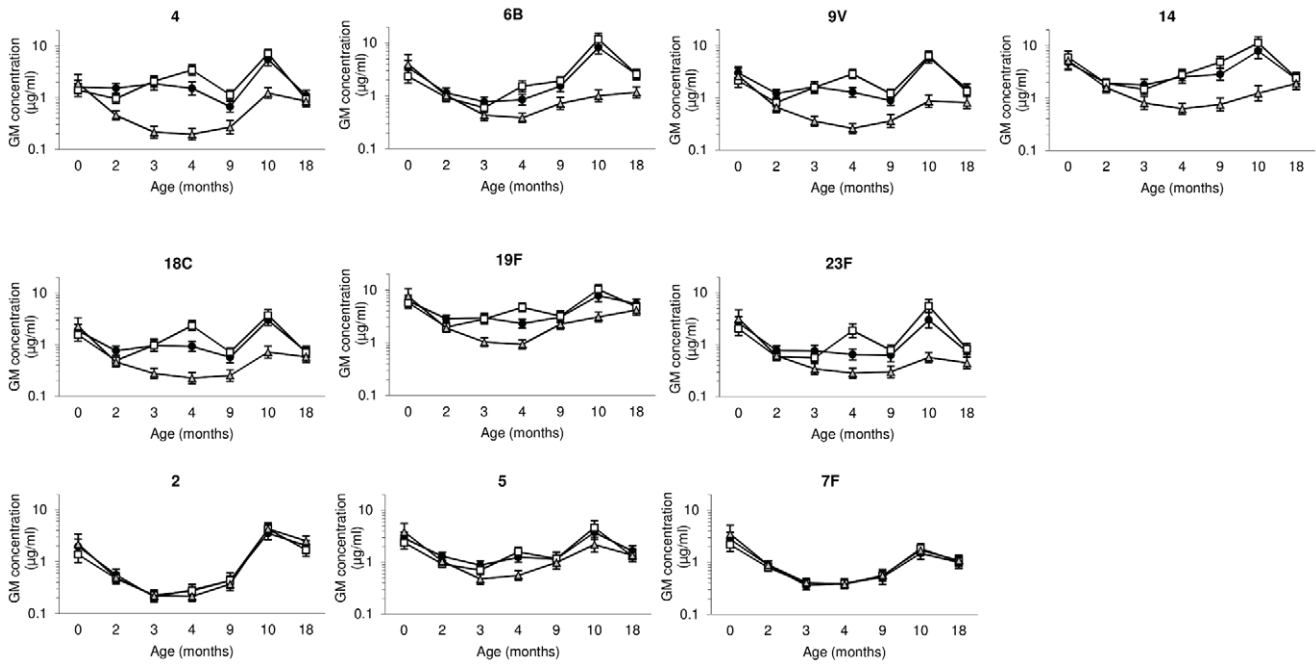 4
GM concentration
(µg/ml)
10
1
0.1
0 2 3 4 9 10 18
Age (months)
6B
GM concentration
(µg/ml)
10
1
0.1
0 2 3 4 9 10 18
Age (months)
9V
GM concentration
(µg/ml)
10
1
0.1
0 2 3 4 9 10 18
Age (months)
14
GM concentration
(µg/ml)
10
1
0.1
0 2 3 4 9 10 18
Age (months)
18C
GM concentration
(µg/ml)
10
1
0.1
0 2 3 4 9 10 18
Age (months)
19F
GM concentration
(µg/ml)
10
1
0.1
0 2 3 4 9 10 18
Age (months)
23F
GM concentration
(µg/ml)
10
1
0.1
0 2 3 4 9 10 18
Age (months)
2
GM concentration
(µg/ml)
10
1
0.1
0 2 3 4 9 10 18
Age (months)
5
GM concentration
(µg/ml)
10
1
0.1
0 2 3 4 9 10 18
Age (months)
7F
GM concentration
(µg/ml)
10
1
0.1
0 2 3 4 9 10 18
Age (months)